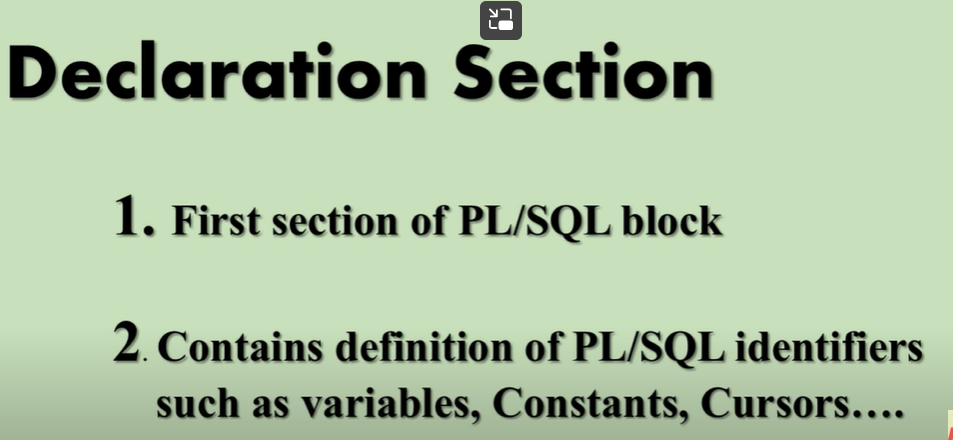 Declaration Section
1. First section of PL/SQL block
2. Contains definition of PL/SQL identifiers
such as variables, Constants, Cursors....